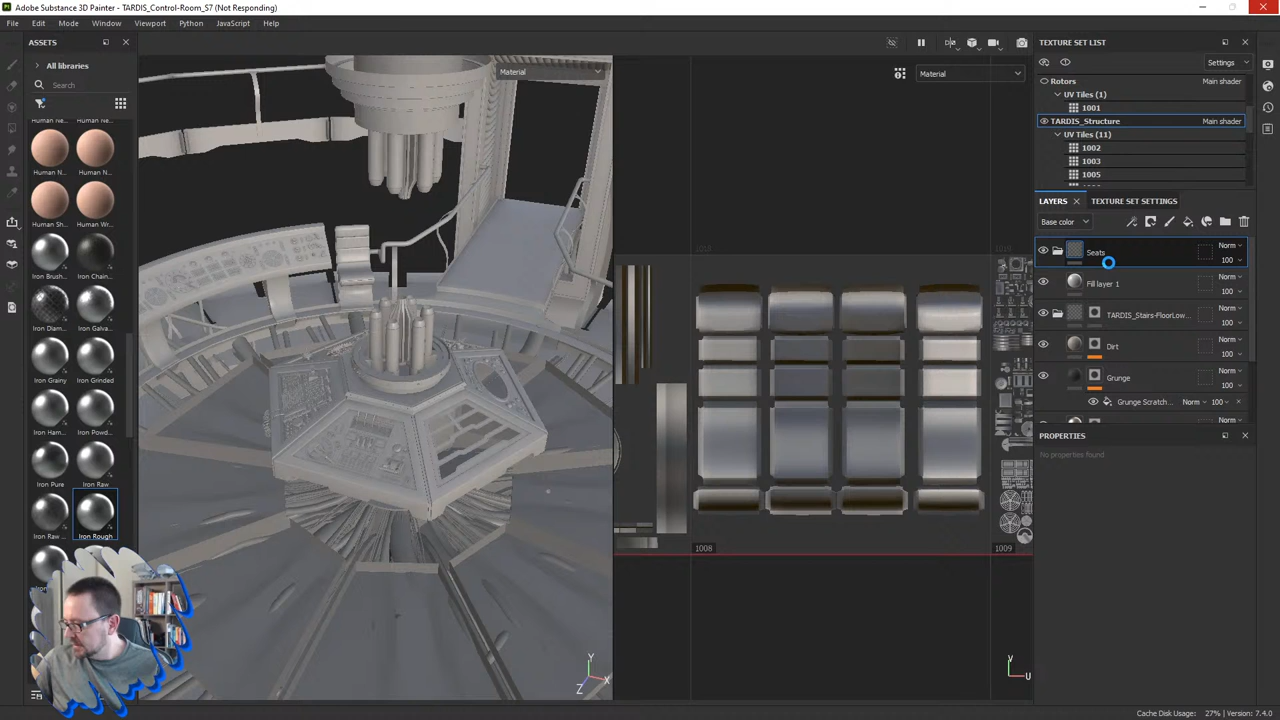 Adobe Substance 3D Painter - TARDIS_Control-Room_S7 (Not Responding)
File Edit Mode Window Viewport Python JavaScript Help
ASSETS
All libraries
Search
Human Ne... Human Ne...
Human N... Human N...
Human Sh... Human Wr...
Iron Brush... Iron Chain...
Iron Diam... Iron Galva...
Iron Grainy Iron Grinded
Iron Ham... Iron Powd...
Iron Pure Iron Raw
Iron Raw ... Iron Rough
Material
Y
Z X
Material
1008
1009
V
U
TEXTURE SET LIST
Settings
Rotors Main shader
UV Tiles (1)
1001
TARDIS_Structure Main shader
UV Tiles (11)
1002
1003
1005
LAYERS TEXTURE SET SETTINGS
Base color
Seats Norm
100
Fill layer 1 Norm
100
TARDIS_Stairs-FloorLow... Norm
100
Dirt Norm
100
Grunge Norm
100
Grunge Scratch... Norm 100
Norm
PROPERTIES
No properties found
Cache Disk Usage: 27% | Version: 7.4.0